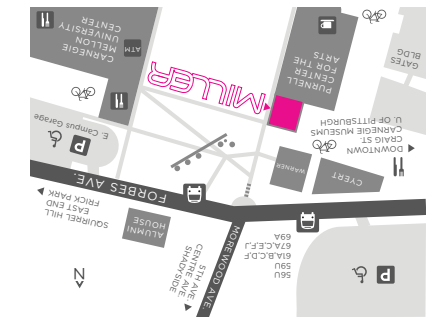 P
N
56U
59U
61A,B,C,D,F
67A,C,E,F,J
69A
MOREWOOD AVE.
5TH AVE.
CENTRE AVE.
SHADYSIDE
ALUMNI
HOUSE
SQUIRREL HILL
EAST END
FRICK PARK
FORBES AVE.
CYERT
WARNER
DOWNTOWN
CRAIG ST.
CARNEGIE MUSEUMS
U. OF PITTSBURGH
P
E. Campus Garage
MILLER
PURNELL
CENTER
FOR THE
ARTS
GATES
BLDG
ATM
CARNEGIE
MELLON
UNIVERSITY
CENTER